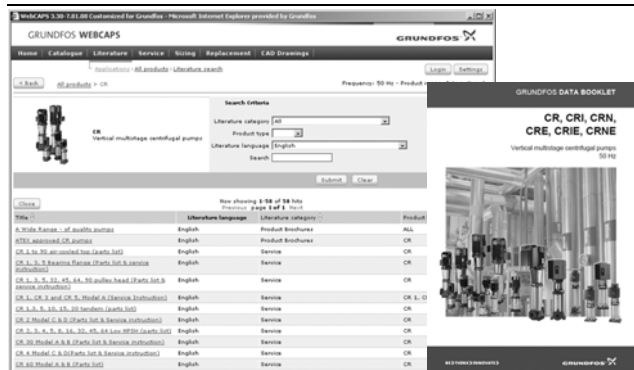 WebCAPS 3.30-7.01.00 Customized for Grundfos - Microsoft Internet Explorer provided by Grundfos
GRUNDFOS WEBCAPS
GRUNDFOS
Home Catalogue Literature Service Sizing Replacement CAD Drawings
Applications All products Literature search
Login Settings
< Back All products > CR
Frequency: 50 Hz - Product
Search Criteria
Literature category All
Product type
Literature language English
Search
CR
Vertical multistage centrifugal pumps
Submit Clear
Close
Now showing 1-58 of 58 hits
Previous page 1 of 1 Next
Title Literature language Literature category Product
A Wide Range - of quality pumps English Product Brochures ALL
ATEX approved CR pumps English Product Brochures CR
CR 2 to 90 air-cooled top (parts list) English Service CR
CR 1, 3, 5 Bearing flange (Parts list & service instruction) English Service CR
CR 1, 3, 5, 32, 45, 64, 90 pulley head (Parts list & service instruction) English Service CR
CR 1, CR 3 and CR 5, Model A (Service Instruction) English Service CR 1, C
CR 1,3, 5, 10, 15, 20 tandem (parts list) English Service CR
CR 2 Model C & D (Parts list & Service instruction) English Service CR
CR 2, 3, 4, 5, 8, 16, 32, 45, 64 Low NPSH (parts list) English Service CR
CR 30 Model A & B (Parts list & Service instruction) English Service CR
CR 4 Model C & D(Parts list & Service instruction) English Service CR
CR 60 Model A & B (Parts list) English Service CR
GRUNDFOS DATA BOOKLET
CR, CRI, CRN,
CRE, CRIE, CRNE
Vertical multistage centrifugal pumps
50 Hz
BE>THINK>INNOVATE>
GRUNDFOS